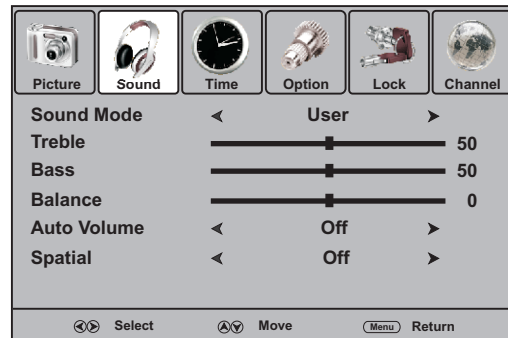 Picture Sound Time Option Lock Channel
Sound Mode User
Treble 50
Bass 50
Balance 0
Auto Volume Off
Spatial Off
Select Move Menu Return